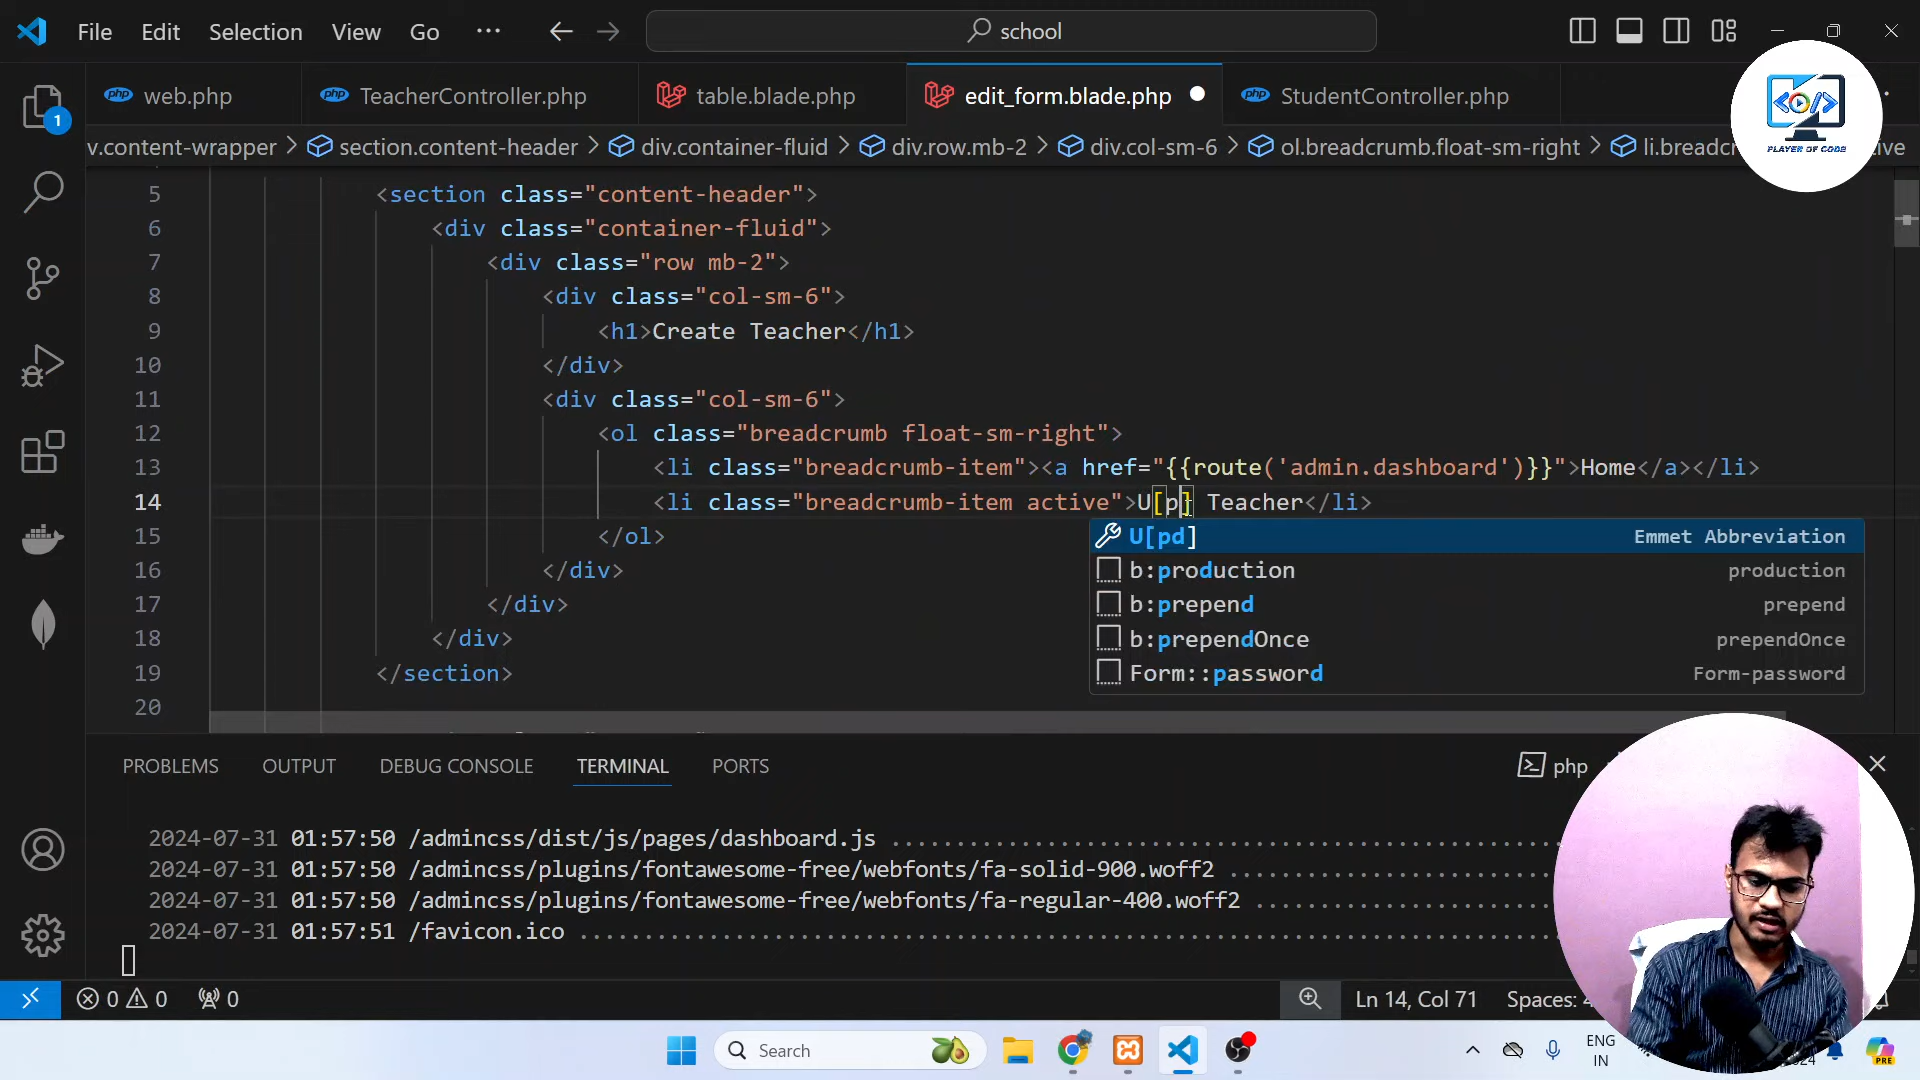 File Edit Selection View Go ··· school
web.php TeacherController.php table.blade.php edit_form.blade.php StudentController.php
PLAYER OF CODE
v.content-wrapper section.content-header div.container-fluid div.row.mb-2 div.col-sm-6 ol.breadcrumb.float-sm-right li.breadc
5 <section class="content-header">
6 <div class="container-fluid">
7 <div class="row mb-2">
8 <div class="col-sm-6">
9 <h1>Create Teacher</h1>
10 </div>
11 <div class="col-sm-6">
12 <ol class="breadcrumb float-sm-right">
13 <li class="breadcrumb-item"><a href="{{route('admin.dashboard')}}">Home</a></li>
14 <li class="breadcrumb-item active">U[p] Teacher</li>
15 </ol>
16 </div>
17 </div>
18 </div>
19 </section>
20
U[pd] Emmet Abbreviation
b:production production
b:prepend prepend
b:prependOnce prependOnce
Form::password Form-password
PROBLEMS OUTPUT DEBUG CONSOLE TERMINAL PORTS php
2024-07-31 01:57:50 /admincss/dist/js/pages/dashboard.js
2024-07-31 01:57:50 /admincss/plugins/fontawesome-free/webfonts/fa-solid-900.woff2
2024-07-31 01:57:50 /admincss/plugins/fontawesome-free/webfonts/fa-regular-400.woff2
2024-07-31 01:57:51 /favicon.ico
0 0 0 Ln 14, Col 71 Spaces:
Search ENG
IN
PRE